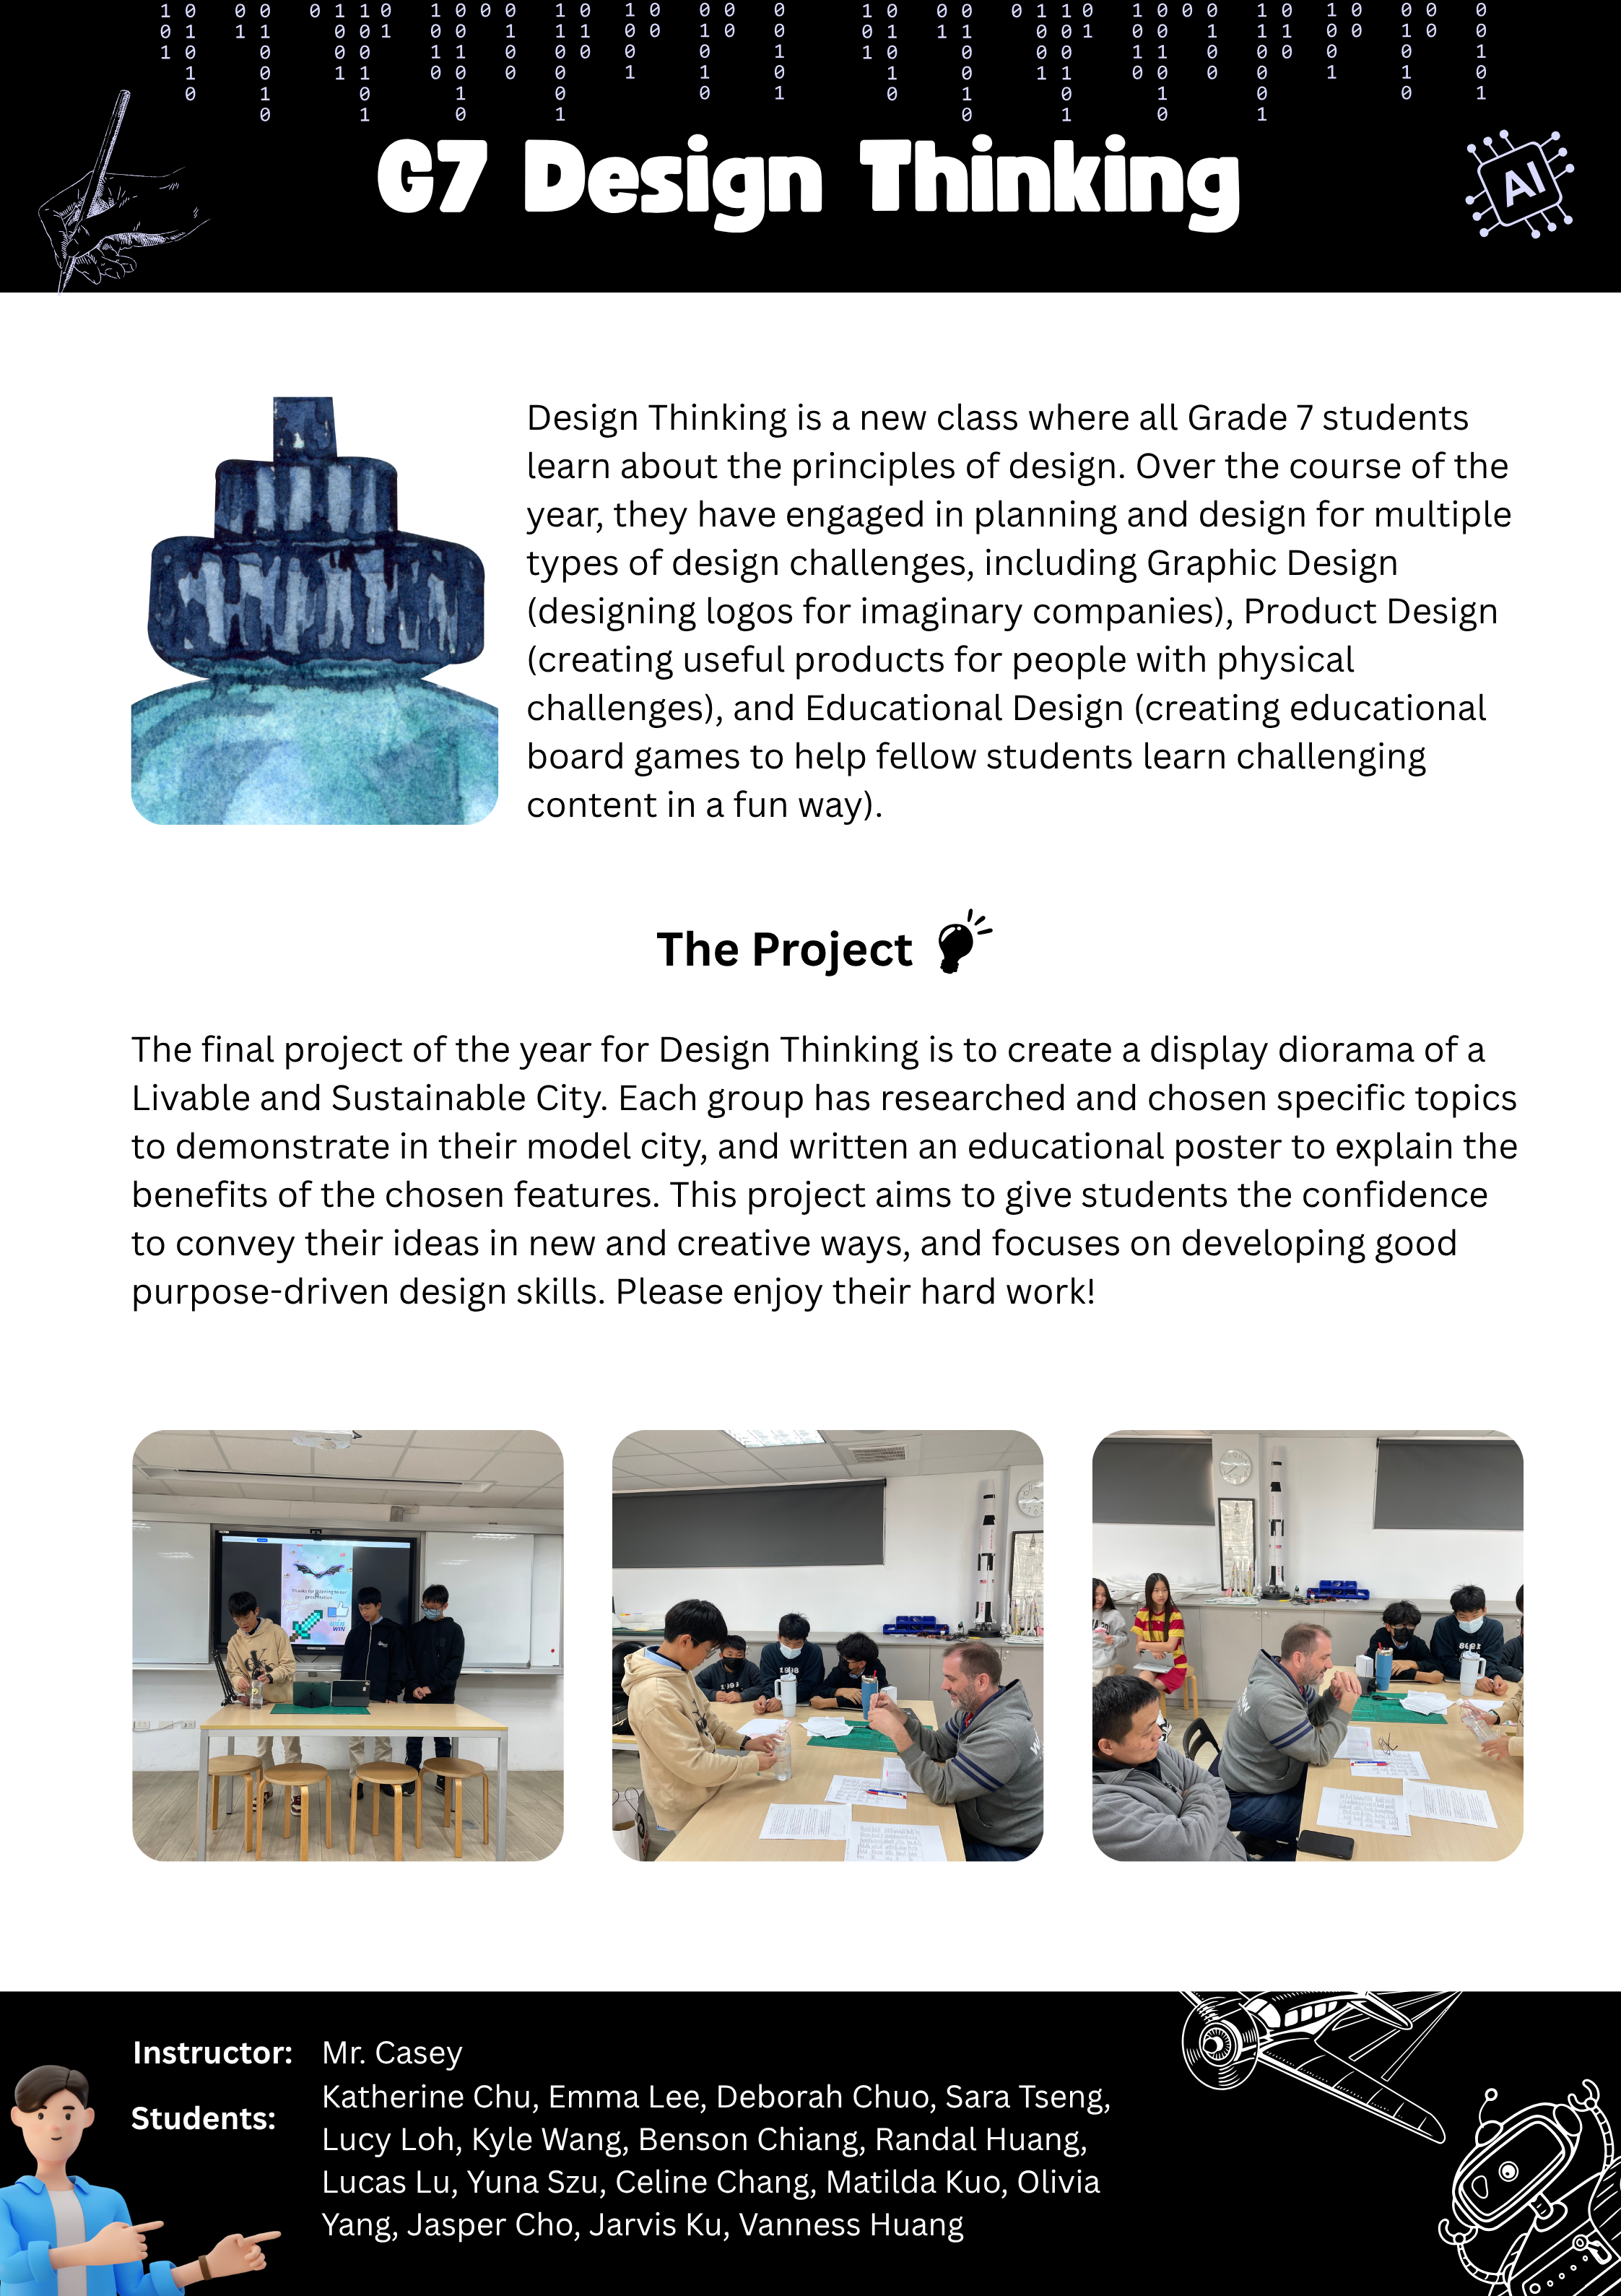 G7 Design Thinking
AI
Design Thinking is a new class where all Grade 7 students
learn about the principles of design. Over the course of the
year, they have engaged in planning and design for multiple
types of design challenges, including Graphic Design
(designing logos for imaginary companies), Product Design
(creating useful products for people with physical
challenges), and Educational Design (creating educational
board games to help fellow students learn challenging
content in a fun way).
The Project
The final project of the year for Design Thinking is to create a display diorama of a
Livable and Sustainable City. Each group has researched and chosen specific topics
to demonstrate in their model city, and written an educational poster to explain the
benefits of the chosen features. This project aims to give students the confidence
to convey their ideas in new and creative ways, and focuses on developing good
purpose-driven design skills. Please enjoy their hard work!
Thanks for listening to our
presentation
WIN
Instructor: Mr. Casey
Students: Katherine Chu, Emma Lee, Deborah Chuo, Sara Tseng,
Lucy Loh, Kyle Wang, Benson Chiang, Randal Huang,
Lucas Lu, Yuna Szu, Celine Chang, Matilda Kuo, Olivia
Yang, Jasper Cho, Jarvis Ku, Vanness Huang